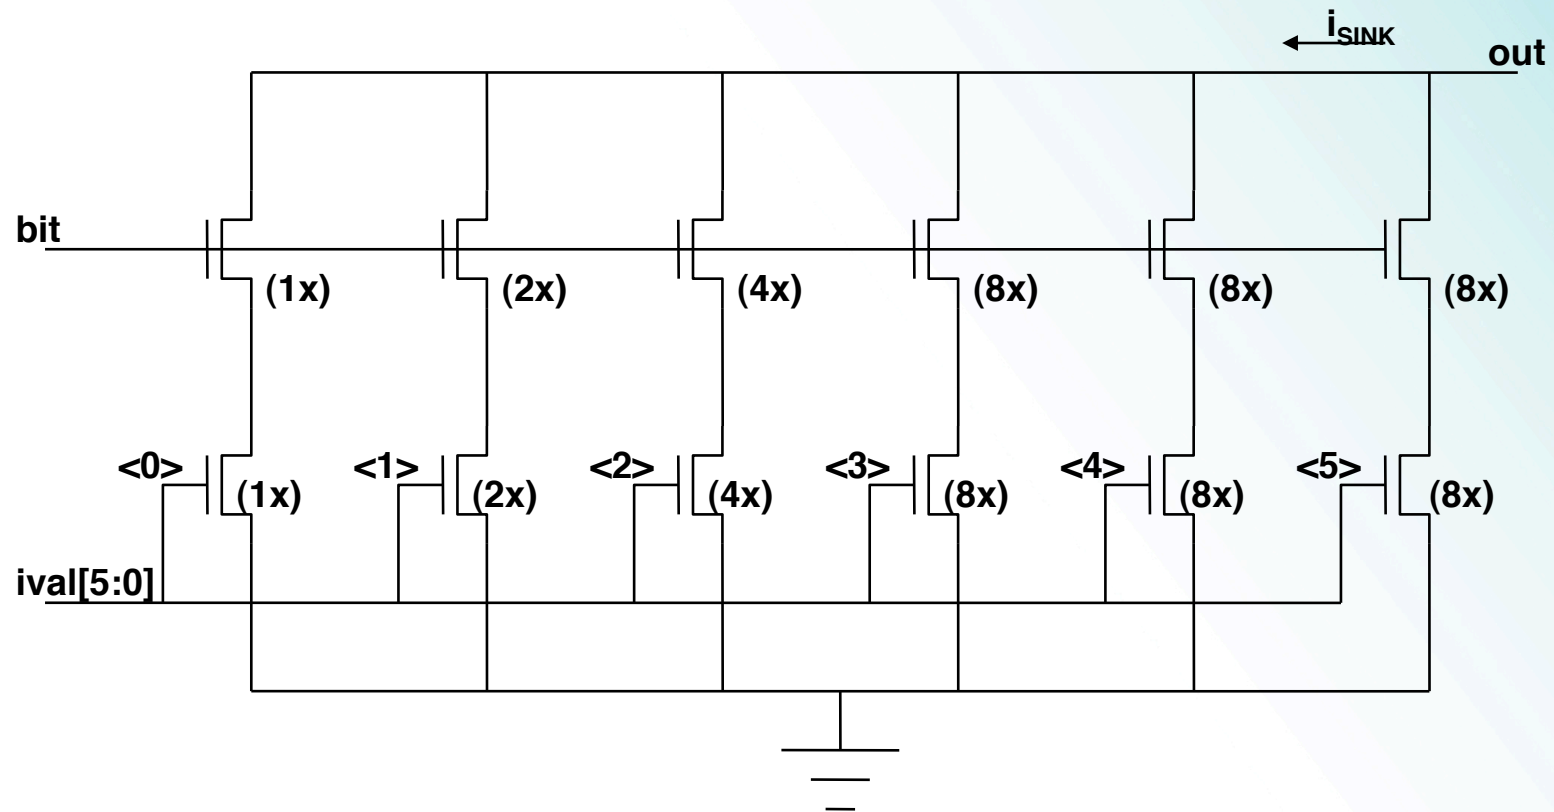 iSINK
out
bit
(1x) (2x) (4x) (8x) (8x) (8x)
<0> <1> <2> <3> <4> <5>
(1x) (2x) (4x) (8x) (8x) (8x)
ival[5:0]